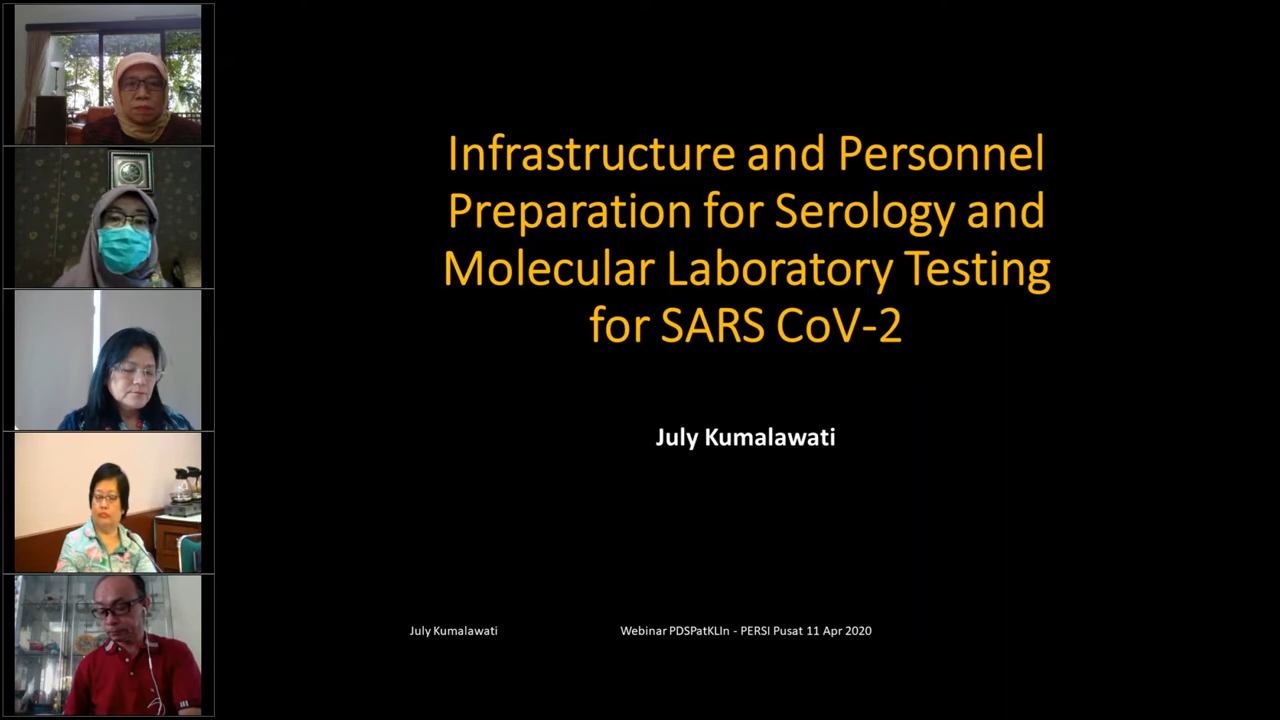 Infrastructure and Personnel
Preparation for Serology and
Molecular Laboratory Testing
for SARS CoV-2
July Kumalawati
July Kumalawati
Webinar PDSPatKLIn - PERSI Pusat 11 Apr 2020